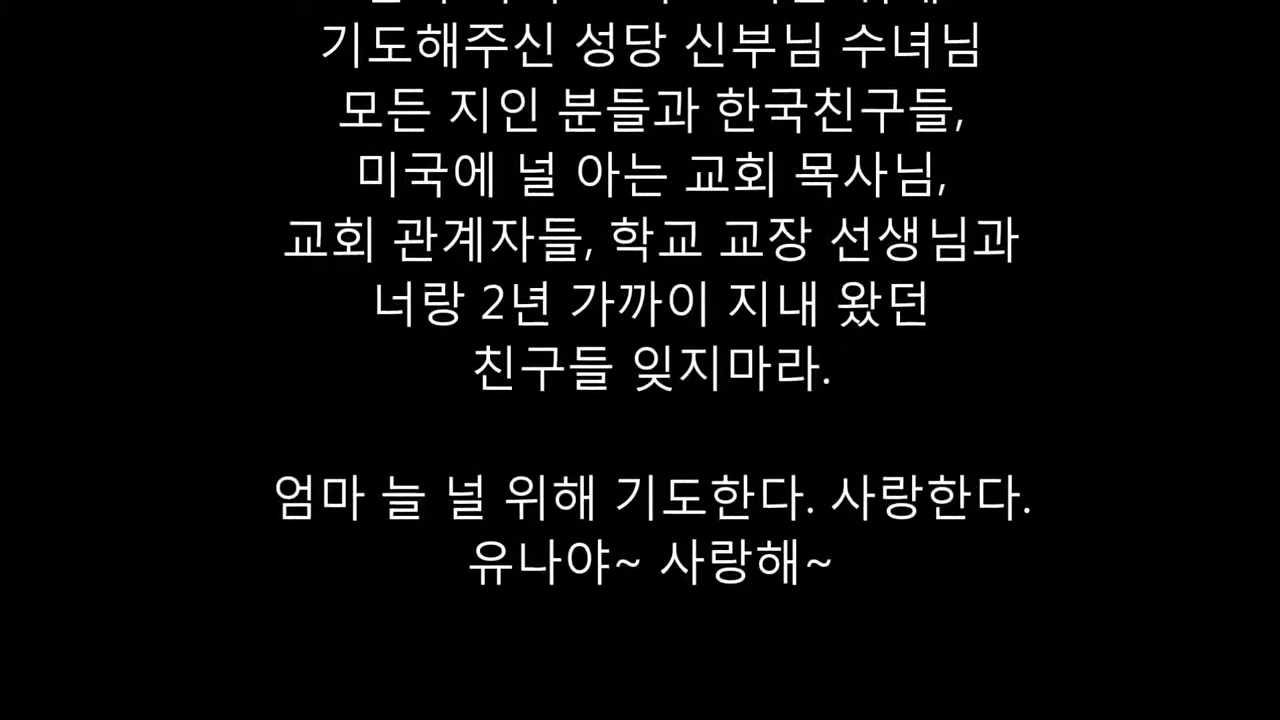 기도해주신 성당 신부님 수녀님
모든 지인 분들과 한국친구들,
미국에 널 아는 교회 목사님,
교회 관계자들, 학교 교장 선생님과
너랑 2년 가까이 지내 왔던
친구들 잊지마라.
엄마 늘 널 위해 기도한다. 사랑한다.
유나야~ 사랑해~